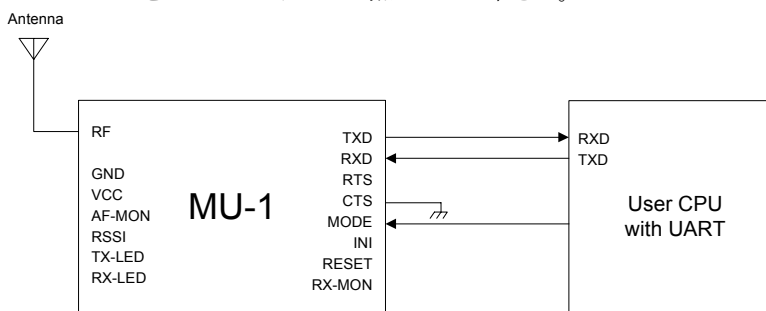 Antenna
RF
GND
VCC
AF-MON
RSSI
TX-LED
RX-LED
MU-1
TXD
RXD
RTS
CTS
MODE
INI
RESET
RX-MON
RXD
TXD
User CPU
with UART